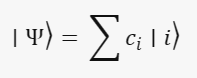 | Ψ⟩ = ∑ cᵢ | i⟩